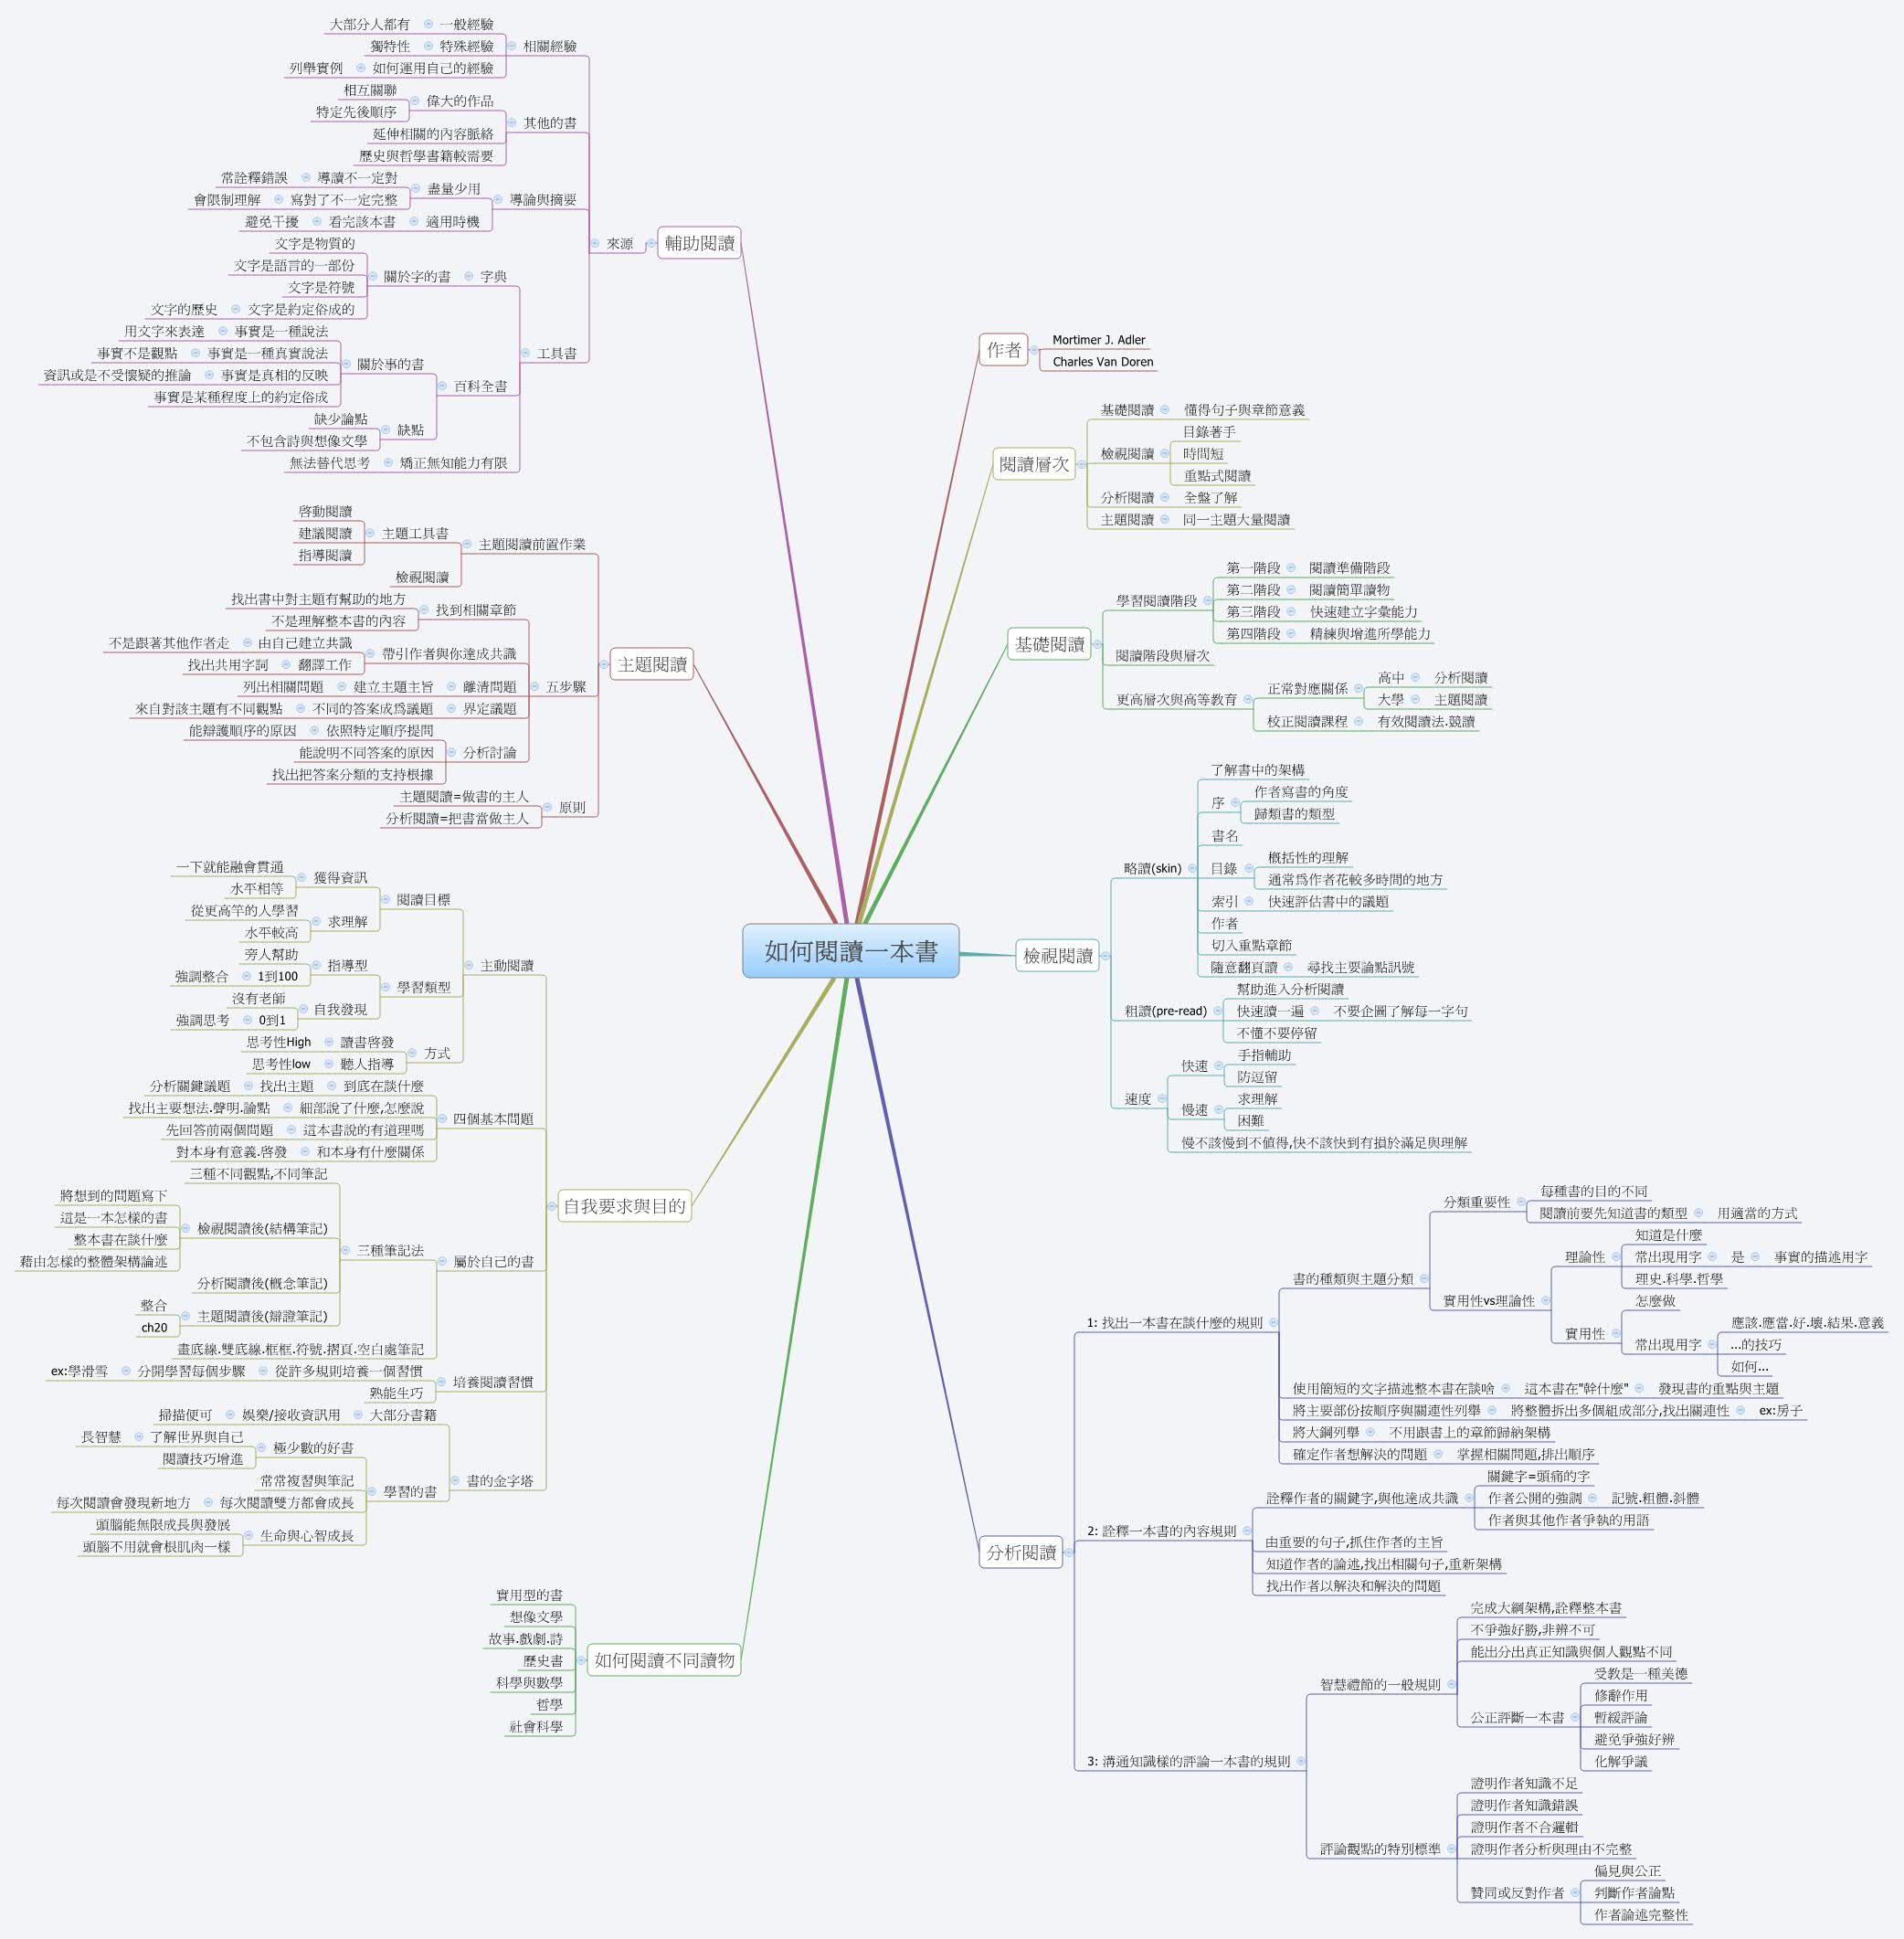 如何閱讀一本書
作者
Mortimer J. Adler
Charles Van Doren
閱讀層次
基礎閱讀 懂得句子與章節意義
檢視閱讀
目錄著手
時間短
重點式閱讀
分析閱讀 全盤了解
主題閱讀 同一主題大量閱讀
基礎閱讀
學習閱讀階段
第一階段 閱讀準備階段
第二階段 閱讀簡單讀物
第三階段 快速建立字彙能力
第四階段 精練與增進所學能力
閱讀階段與層次
更高層次與高等教育
正常對應關係
高中 分析閱讀
大學 主題閱讀
校正閱讀課程 有效閱讀法.競讀
檢視閱讀
略讀(skin)
了解書中的架構
序
作者寫書的角度
歸類書的類型
書名
目錄
概括性的理解
通常為作者花較多時間的地方
索引 快速評估書中的議題
作者
切入重點章節
隨意翻頁讀 尋找主要論點訊號
粗讀(pre-read)
幫助進入分析閱讀
快速讀一遍 不要企圖了解每一字句
不懂不要停留
速度
快速
手指輔助
防逗留
慢速
求理解
困難
慢不該慢到不值得,快不該快到有損於滿足與理解
分析閱讀
1: 找出一本書在談什麼的規則
書的種類與主題分類
分類重要性
每種書的目的不同
閱讀前要先知道書的類型 用適當的方式
實用性vs理論性
理論性
知道是什麼
常出現用字 是 事實的描述用字
理史.科學.哲學
實用性
怎麼做
常出現用字
應該.應當.好.壞.結果.意義
...的技巧
如何...
使用簡短的文字描述整本書在談啥 這本書在"幹什麼" 發現書的重點與主題
將主要部份按順序與關連性列舉 將整體折出多個組成部分,找出關連性 ex:房子
將大鋼列舉 不用跟書上的章節歸納架構
確定作者想解決的問題 掌握相關問題,排出順序
2: 詮釋一本書的內容規則
詮釋作者的關鍵字,與他達成共識
關鍵字=頭痛的字
作者公開的強調 記號.粗體.斜體
作者與其他作者爭執的用語
由重要的句子,抓住作者的主旨
知道作者的論述,找出相關句子,重新架構
找出作者以解決和解決的問題
3: 溝通知識樣的評論一本書的規則
智慧禮節的一般規則
完成大綱架構,詮釋整本書
不爭強好勝,非辨不可
能出分出真正知識與個人觀點不同
公正評斷一本書
受教是一種美德
修辭作用
暫緩評論
避免爭強好辨
化解爭議
評論觀點的特別標準
證明作者知識不足
證明作者知識錯誤
證明作者不合邏輯
證明作者分析與理由不完整
贊同或反對作者
偏見與公正
判斷作者論點
作者論述完整性
輔助閱讀
來源
相關經驗
一般經驗 大部分人都有
特殊經驗 獨特性
如何運用自己的經驗 列舉實例
其他的書
偉大的作品
相互關聯
特定先後順序
延伸相關的內容脈絡
歷史與哲學書籍較需要
導論與摘要
盡量少用
導讀不一定對 常詮釋錯誤
寫對了不一定完整 會限制理解
適用時機 看完該本書 避免干擾
工具書
字典 關於字的書
文字是物質的
文字是語言的一部份
文字是符號
文字是約定俗成的 文字的歷史
百科全書
關於事的書
事實是一種說法 用文字來表達
事實是一種真實說法 事實不是觀點
事實是真相的反映 資訊或是不受懷疑的推論
事實是某種程度上的約定俗成
缺點
缺少論點
不包含詩與想像文學
矯正無知能力有限 無法替代思考
主題閱讀
主題閱讀前置作業
主題工具書
啓動閱讀
建議閱讀
指導閱讀
檢視閱讀
五步驟
找到相關章節
找出書中對主題有幫助的地方
不是理解整本書的內容
帶引作者與你達成共識
由自己建立共識 不是跟著其他作者走
翻譯工作 找出共用字詞
離清問題 建立主題主旨 列出相關問題
界定議題 不同的答案成為議題 來自對該主題有不同觀點
分析討論
依照特定順序提問 能辯護順序的原因
能說明不同答案的原因
找出把答案分類的支持根據
原則
主題閱讀=做書的主人
分析閱讀=把書當做主人
自我要求與目的
主動閱讀
閱讀目標
獲得資訊
一下就能融會貫通
水平相等
求理解
從更高竿的人學習
水平較高
學習類型
指導型
旁人幫助
1到100 強調整合
自我發現
沒有老師
0到1 強調思考
方式
讀書啓發 思考性High
聽人指導 思考性low
四個基本問題
到底在談什麼 找出主題 分析關鍵議題
細部說了什麼,怎麼說 找出主要想法.聲明.論點
這本書說的有道理嗎 先回答前兩個問題
和本身有什麼關係 對本身有意義.啓發
屬於自己的書
三種筆記法
三種不同觀點,不同筆記
檢視閱讀後(結構筆記)
將想到的問題寫下
這是一本怎樣的書
整本書在談什麼
藉由怎樣的整體架構論述
分析閱讀後(概念筆記)
主題閱讀後(辯證筆記)
整合
ch20
畫底線.雙底線.框框.符號.摺頁.空白處筆記
培養閱讀習慣
從許多規則培養一個習慣 分開學習每個步驟 ex:學滑雪
熟能生巧
書的金字塔
大部分書籍 娛樂/接收資訊用 掃描便可
學習的書
極少數的好書
了解世界與自己 長智慧
閱讀技巧增進
常常複習與筆記
每次閱讀雙方都會成長 每次閱讀會發現新地方
生命與心智成長
頭腦能無限成長與發展
頭腦不用就會根肌肉一樣
如何閱讀不同讀物
實用型的書
想像文學
故事.戲劇.詩
歷史書
科學與數學
哲學
社會科學